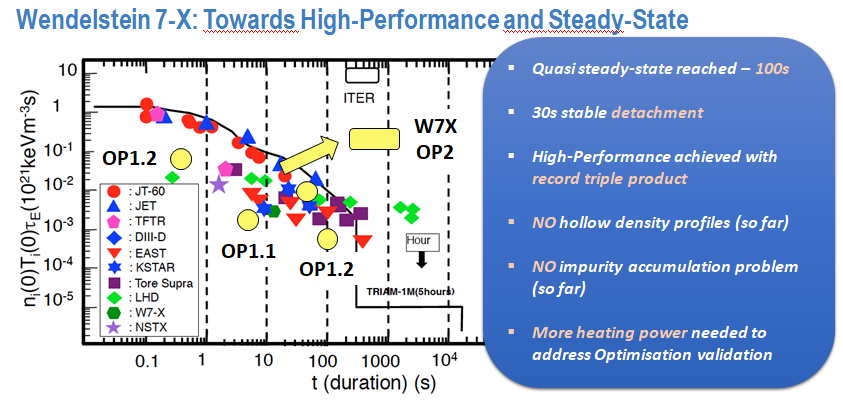 Wendelstein 7-X: Towards High-Performance and Steady-State
n_i(0)T_i(0)τ_E(10^21keVm^-3s)
10
1
10^-1
10^-2
10^-3
10^-4
10^-5
0.1
1
10
100
1000
10^4
t (duration) (s)
ITER
W7X
OP2
OP1.2
OP1.1
OP1.2
Hour
TRIAM-1M(5hours)
: JT-60
: JET
: TFTR
: DIII-D
: EAST
: KSTAR
: Tore Supra
: LHD
: W7-X
: NSTX
Quasi steady-state reached – 100s
30s stable detachment
High-Performance achieved with
record triple product
NO hollow density profiles (so far)
NO impurity accumulation problem
(so far)
More heating power needed to
address Optimisation validation